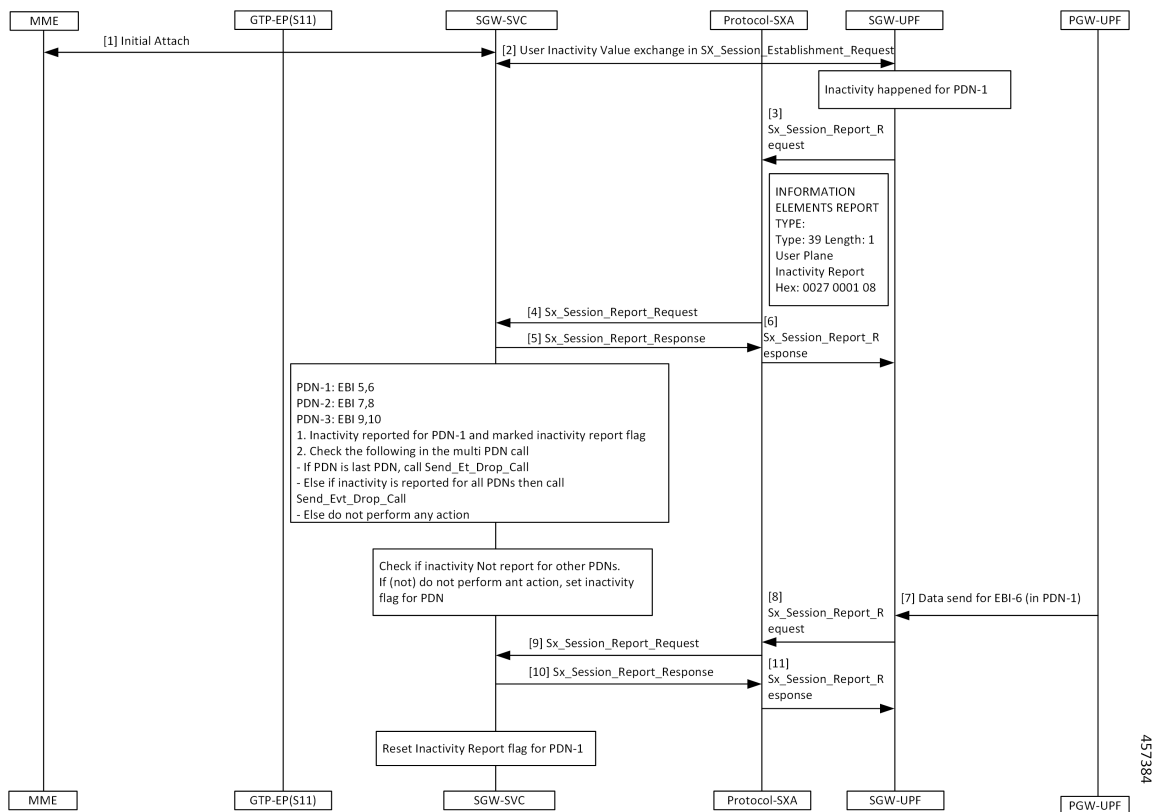 MME
GTP-EP(S11)
SGW-SVC
Protocol-SXA
SGW-UPF
PGW-UPF
[1] Initial Attach
[2] User Inactivity Value exchange in SX_Session_Establishment_Request
Inactivity happened for PDN-1
[3]
Sx_Session_Report_R
equest
INFORMATION
ELEMENTS REPORT
TYPE:
Type: 39 Length: 1
User Plane
Inactivity Report
Hex: 0027 0001 08
[4] Sx_Session_Report_Request
[5] Sx_Session_Report_Response
[6]
Sx_Session_Report_R
esponse
PDN-1: EBI 5,6
PDN-2: EBI 7,8
PDN-3: EBI 9,10
1. Inactivity reported for PDN-1 and marked inactivity report flag
2. Check the following in the multi PDN call
- If PDN is last PDN, call Send_Et_Drop_Call
- Else if inactivity is reported for all PDNs then call
Send_Evt_Drop_Call
- Else do not perform any action
Check if inactivity Not report for other PDNs.
If (not) do not perform ant action, set inactivity
flag for PDN
[7] Data send for EBI-6 (in PDN-1)
[8]
Sx_Session_Report_R
equest
[9] Sx_Session_Report_Request
[10] Sx_Session_Report_Response
[11]
Sx_Session_Report_R
esponse
Reset Inactivity Report flag for PDN-1
457384
MME
GTP-EP(S11)
SGW-SVC
Protocol-SXA
SGW-UPF
PGW-UPF